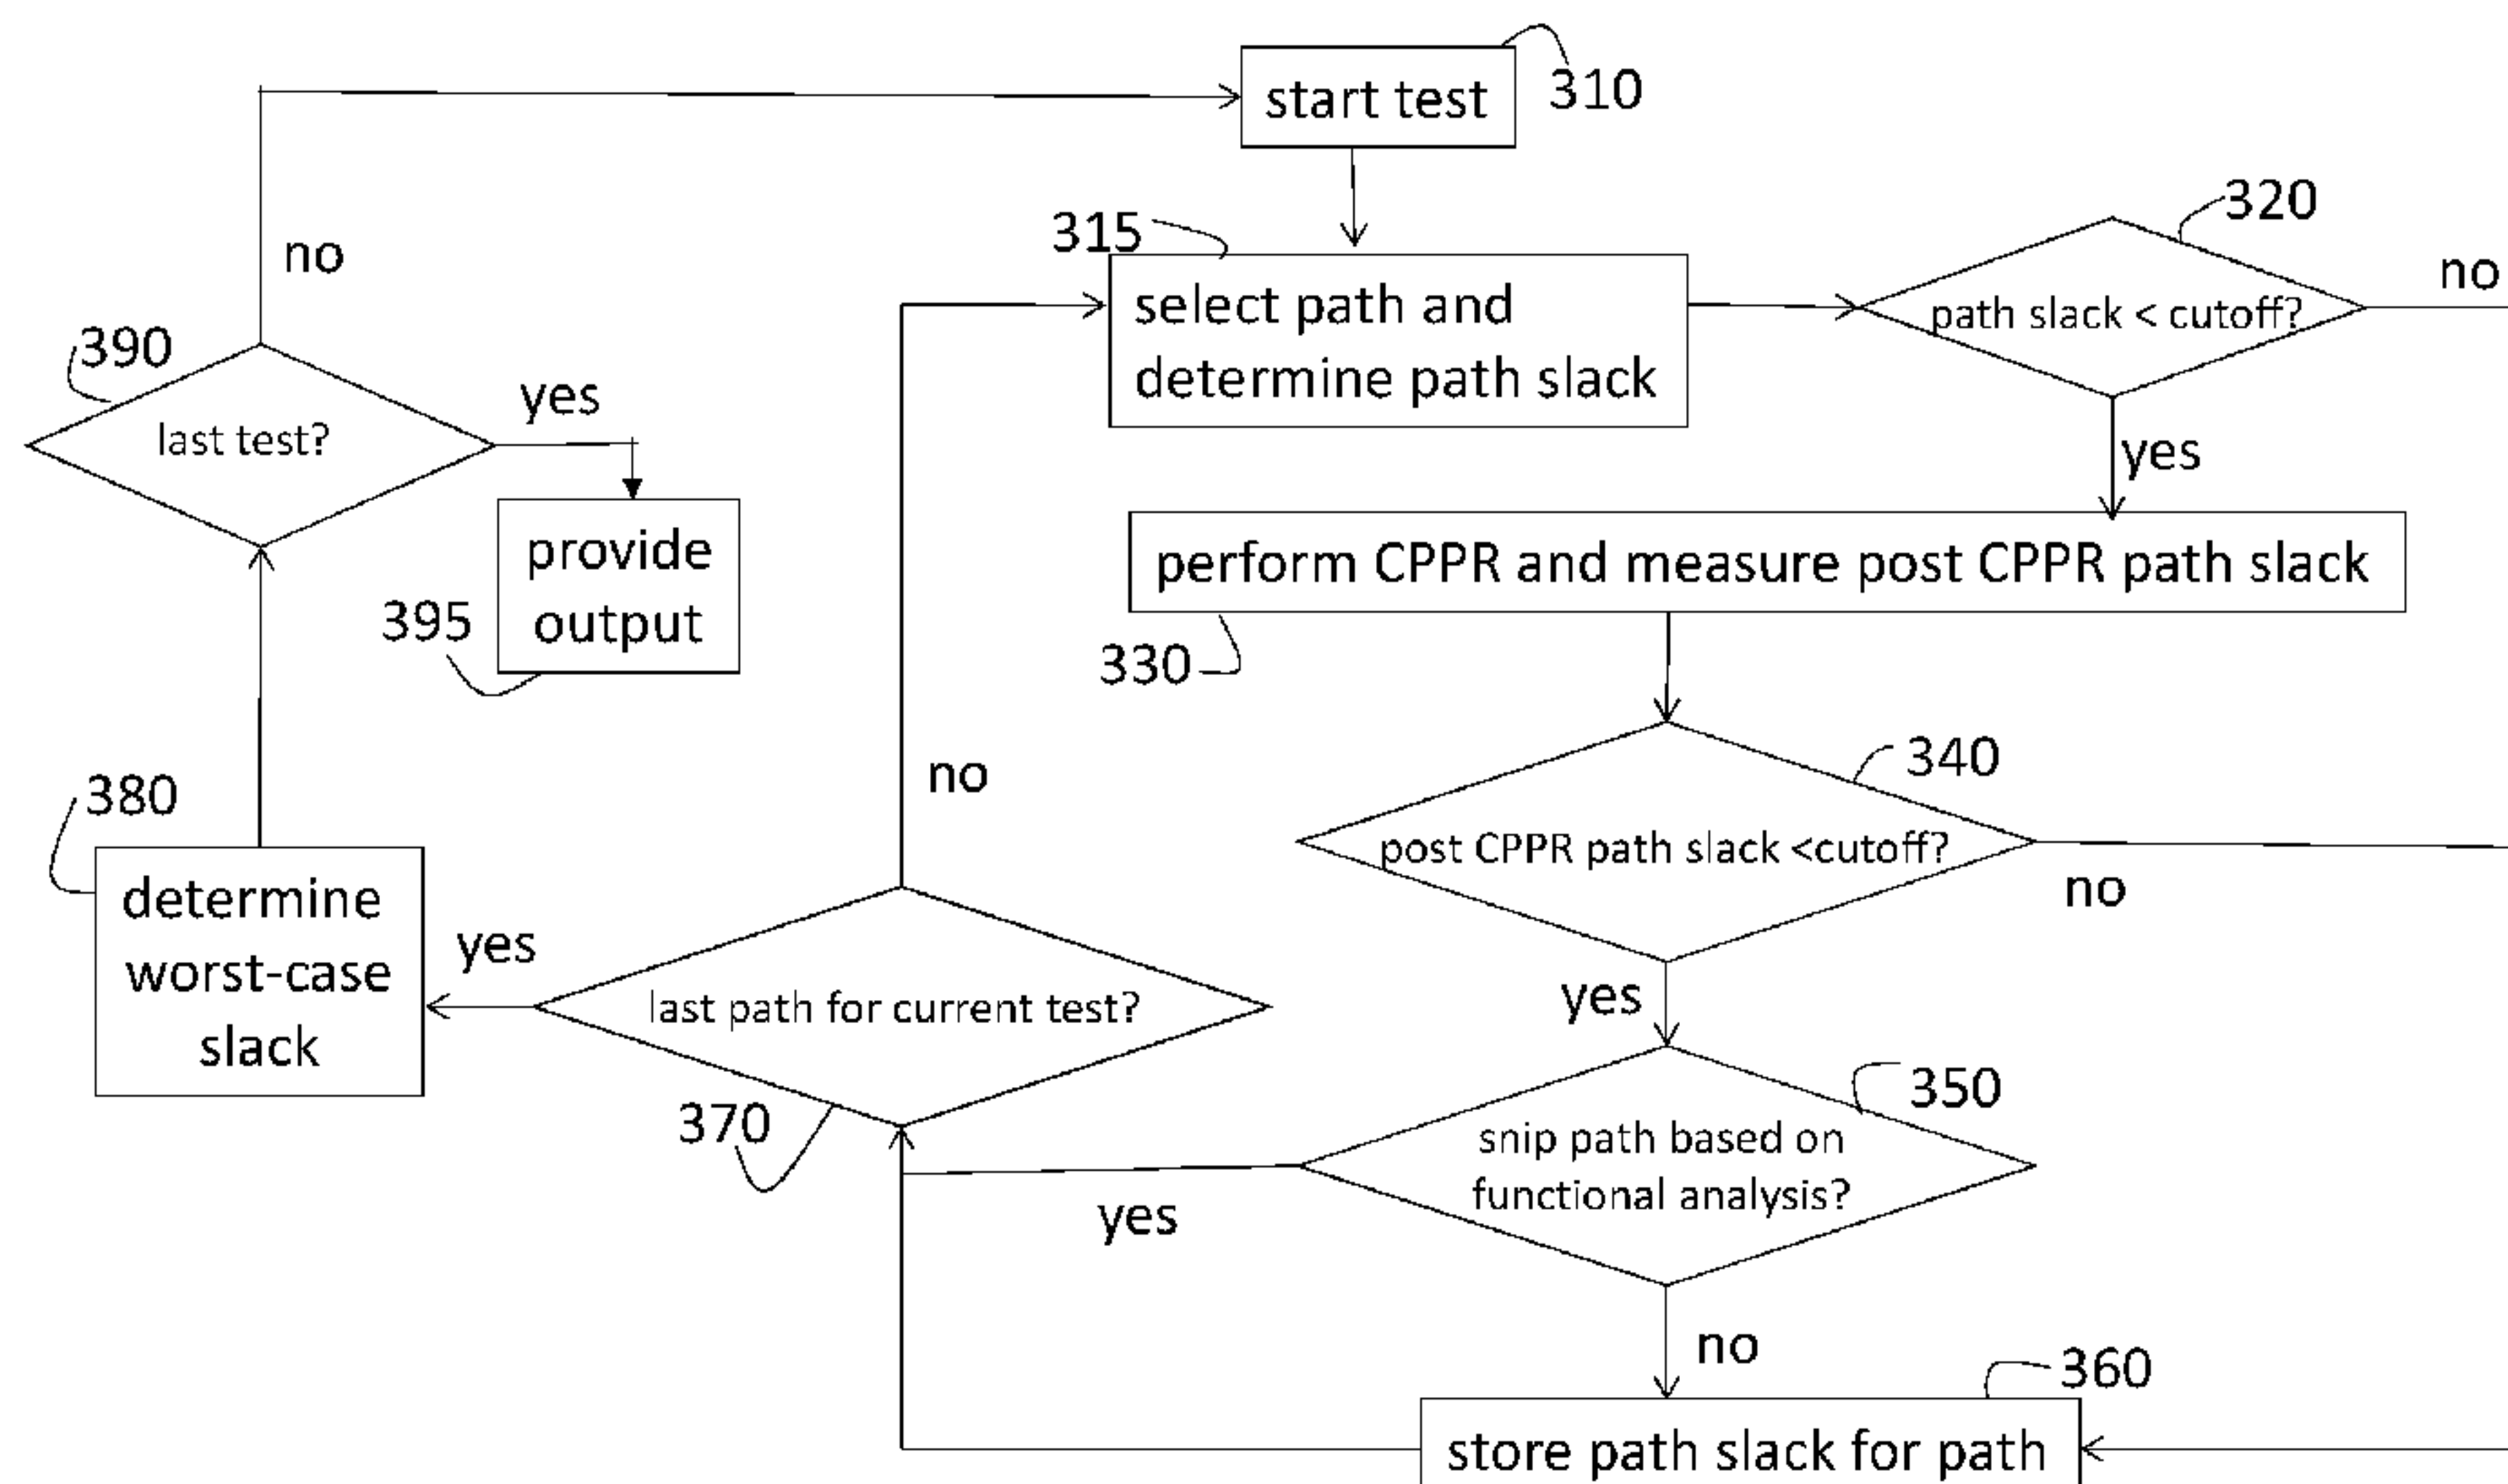 start test
310
315
select path and
determine path slack
320
path slack < cutoff?
no
yes
perform CPPR and measure post CPPR path slack
330
340
post CPPR path slack <cutoff?
no
yes
350
snip path based on
functional analysis?
yes
no
360
store path slack for path
370
last path for current test?
no
yes
380
determine
worst-case
slack
390
last test?
no
yes
395
provide
output